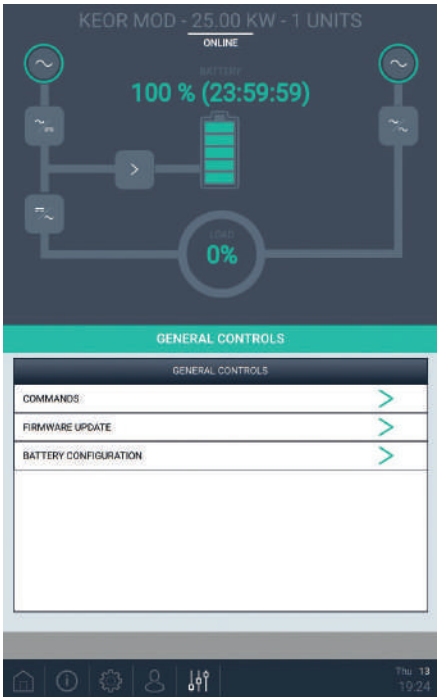 KEOR MOD - 25.00 KW - 1 UNITS
ONLINE
BATTERY
100 % (23:59:59)
LOAD
0%
GENERAL CONTROLS
GENERAL CONTROLS
COMMANDS
FIRMWARE UPDATE
BATTERY CONFIGURATION
Thu 13
19:24